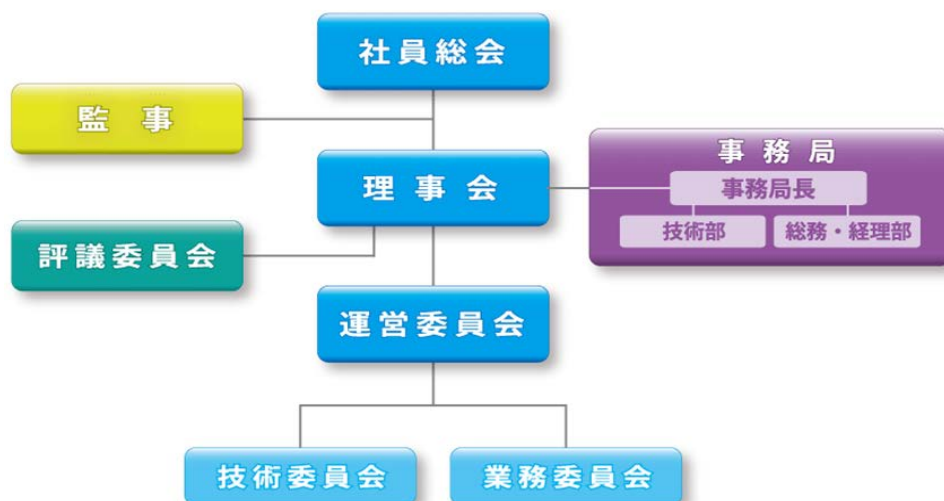 社員総会
監 事
理 事 会
事 務 局
事務局長
技術部
総務・経理部
評議委員会
運営委員会
技術委員会
業務委員会